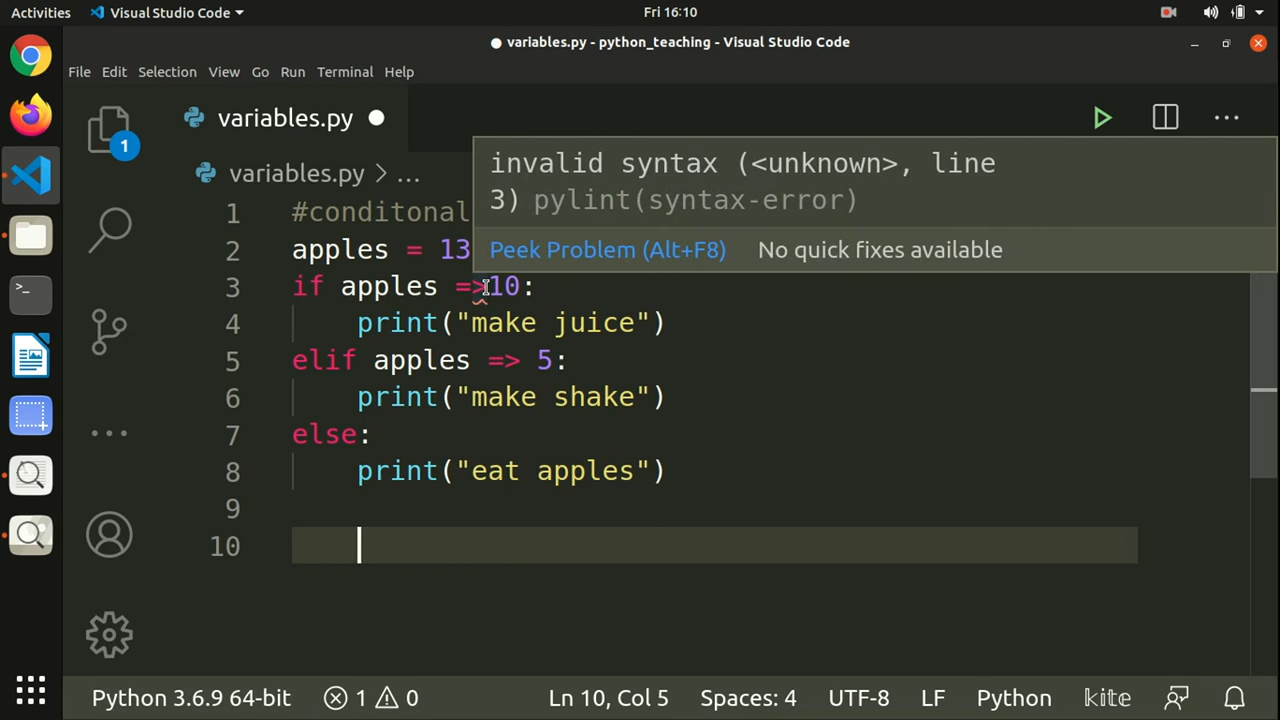 Activities Visual Studio Code Fri 16:10
variables.py - python_teaching - Visual Studio Code
File Edit Selection View Go Run Terminal Help
1 variables.py
variables.py > ...
invalid syntax (<unknown>, line
3) pylint(syntax-error)
Peek Problem (Alt+F8) No quick fixes available
1 #conditonal
2 apples = 13
3 if apples =>10:
4 print("make juice")
5 elif apples => 5:
6 print("make shake")
7 else:
8 print("eat apples")
9
10
Python 3.6.9 64-bit 1 0 Ln 10, Col 5 Spaces: 4 UTF-8 LF Python kite